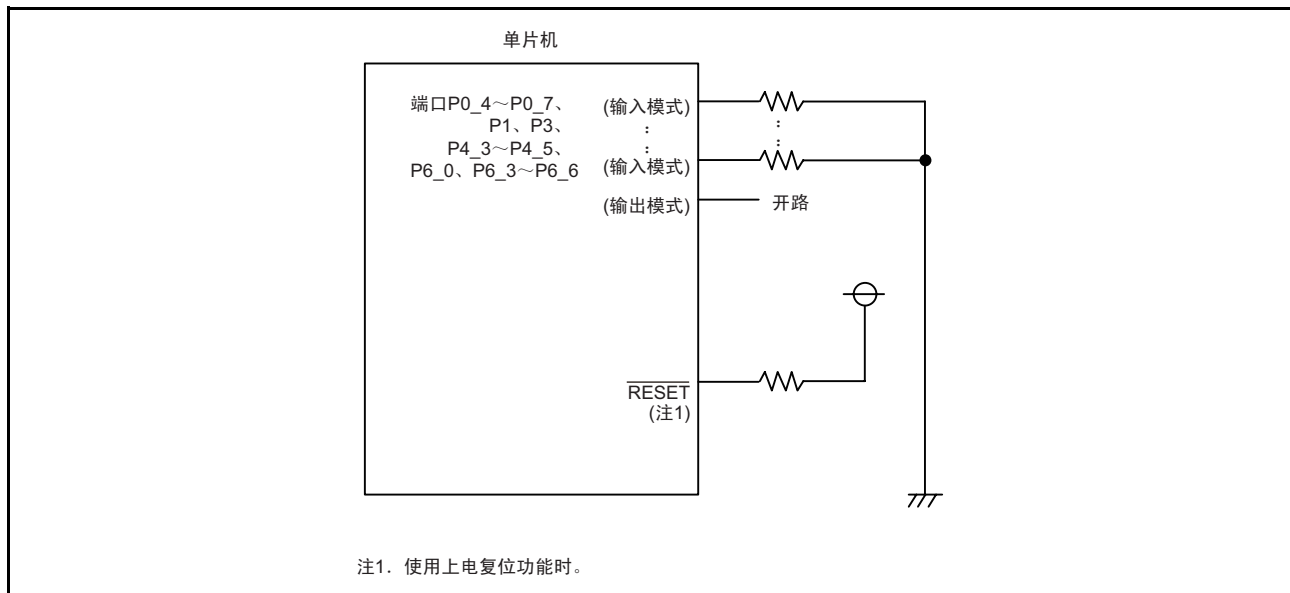 单片机
端口P0_4～P0_7、
P1、P3、
P4_3～P4_5、
P6_0、P6_3～P6_6
(输入模式)
:
:
(输入模式)
:
:
(输出模式)
开路
RESET
(注1)
注1. 使用上电复位功能时。